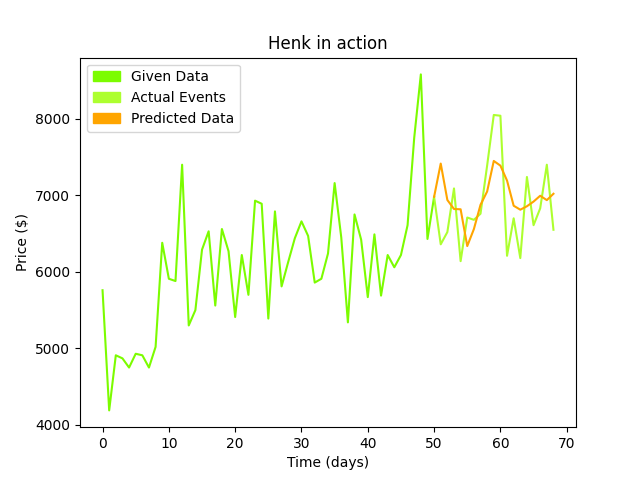 Henk in action
Given Data
Actual Events
Predicted Data
8000
7000
6000
5000
4000
Price ($)
0 10 20 30 40 50 60 70
Time (days)